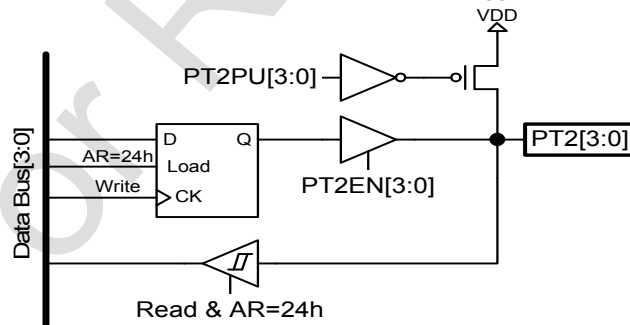 VDD
PT2PU[3:0]
PT2[3:0]
D Q
AR=24h
Load
Write
CK
PT2EN[3:0]
Data Bus[3:0]
Read & AR=24h